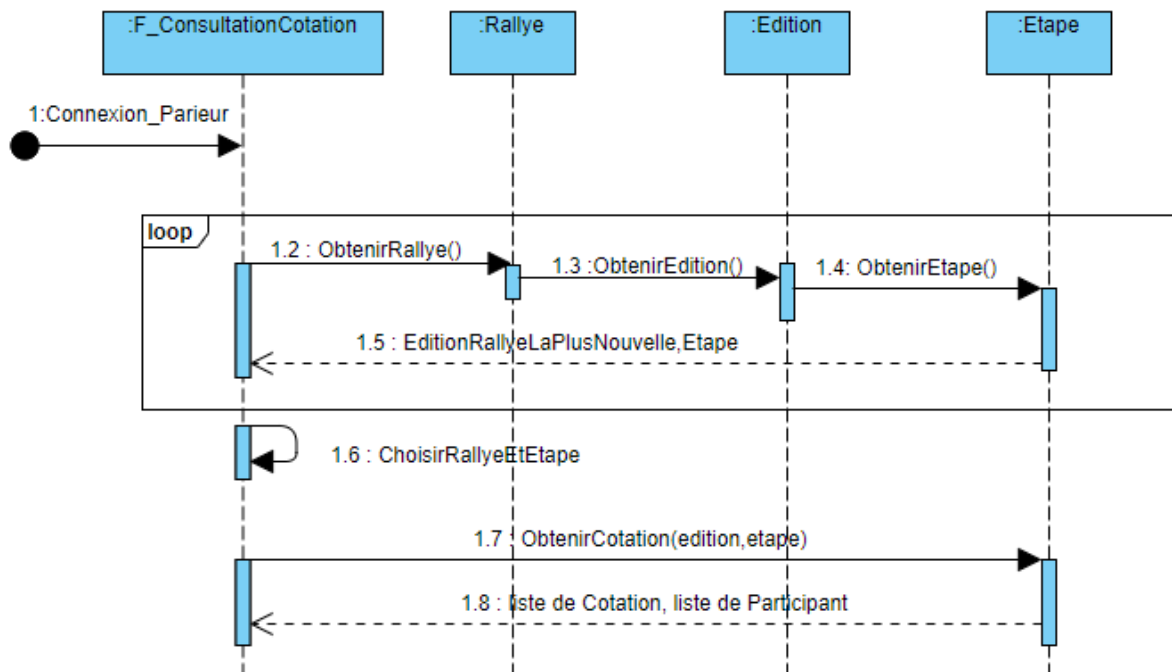 :F_ConsultationCotation
:Rallye
:Edition
:Etape
1:Connexion_Parieur
loop
1.2 : ObtenirRallye()
1.3 :ObtenirEdition()
1.4: ObtenirEtape()
1.5 : EditionRallyeLaPlusNouvelle,Etape
1.6 : ChoisirRallyeEtEtape
1.7 : ObtenirCotation(edition,etape)
1.8 : liste de Cotation, liste de Participant